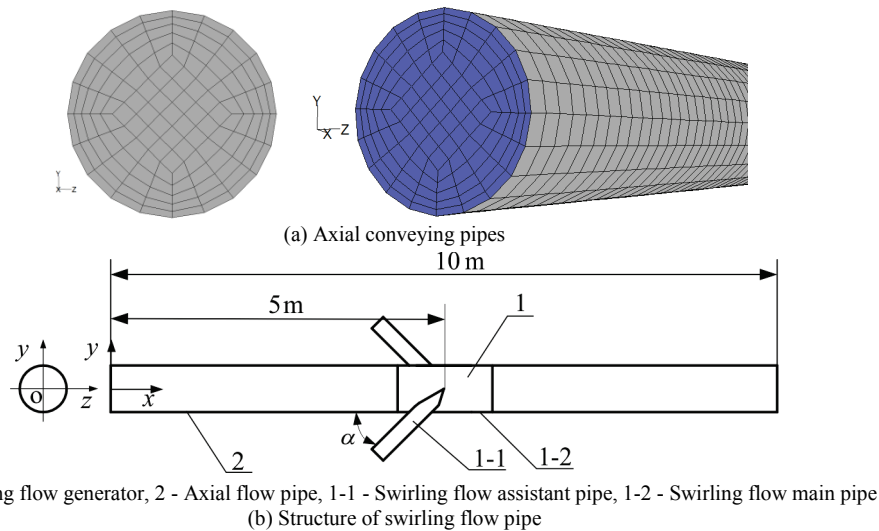 Y
X Z
Y
X Z
(a) Axial conveying pipes
10 m
5m
1
y
y
o
z
x
α
2
1-1
1-2
ng flow generator, 2 - Axial flow pipe, 1-1 - Swirling flow assistant pipe, 1-2 - Swirling flow main pipe
(b) Structure of swirling flow pipe